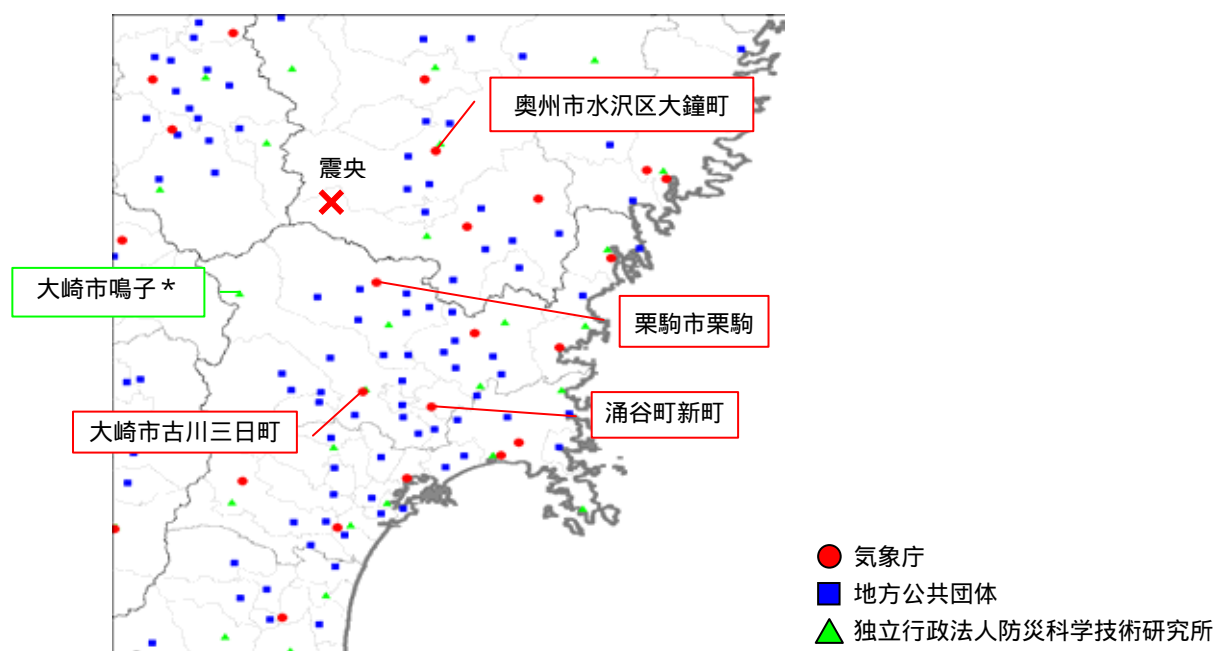 奥州市水沢区大鐘町
震央
大崎市鳴子＊
栗駒市栗駒
大崎市古川三日町
涌谷町新町
気象庁
地方公共団体
独立行政法人防災科学技術研究所